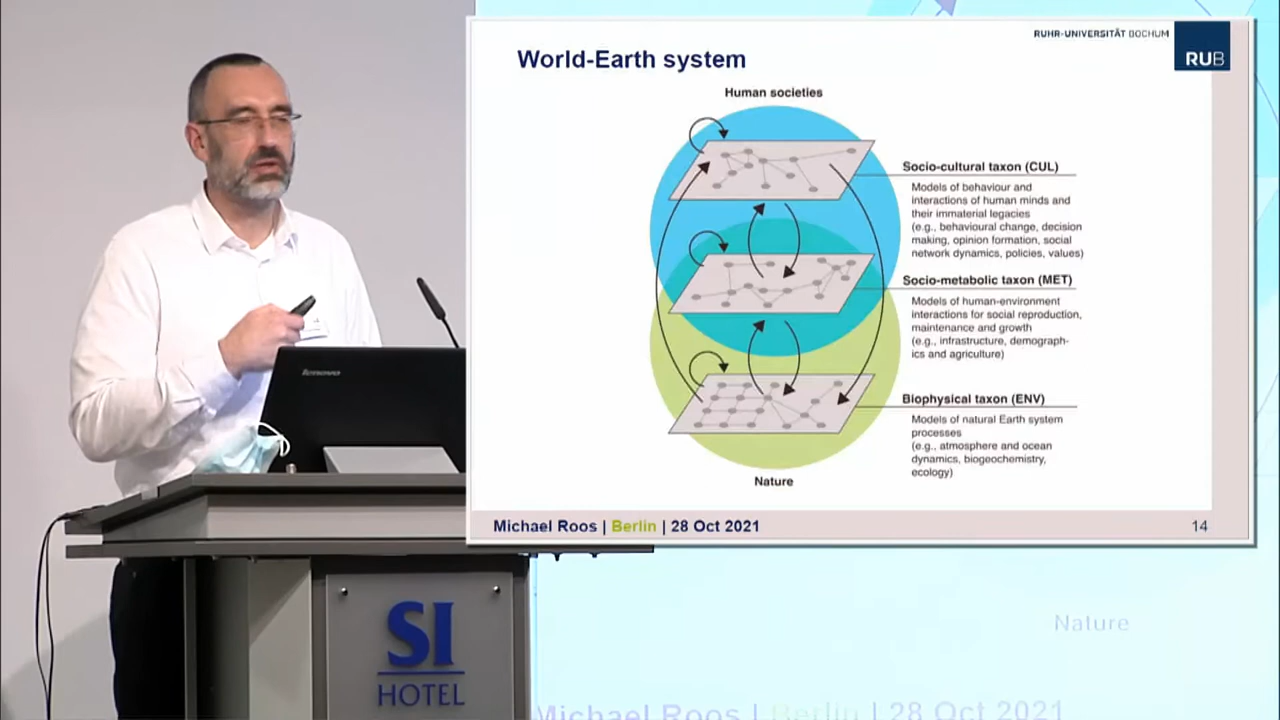 RUHR-UNIVERSITÄT BOCHUM
RUB
World-Earth system
Human societies
Socio-cultural taxon (CUL)
Models of behaviour and
interactions of human minds and
their immaterial legacies
(e.g., behavioural change, decision
making, opinion formation, social
network dynamics, policies, values)
Socio-metabolic taxon (MET)
Models of human-environment
interactions for social reproduction,
maintenance and growth
(e.g., infrastructure, demograph-
ics and agriculture)
Biophysical taxon (ENV)
Models of natural Earth system
processes
(e.g., atmosphere and ocean
dynamics, biogeochemistry,
ecology)
Nature
Michael Roos | Berlin | 28 Oct 2021
14
lenovo
SI
HOTEL
Nature
Michael Roos | Berlin | 28 Oct 2021